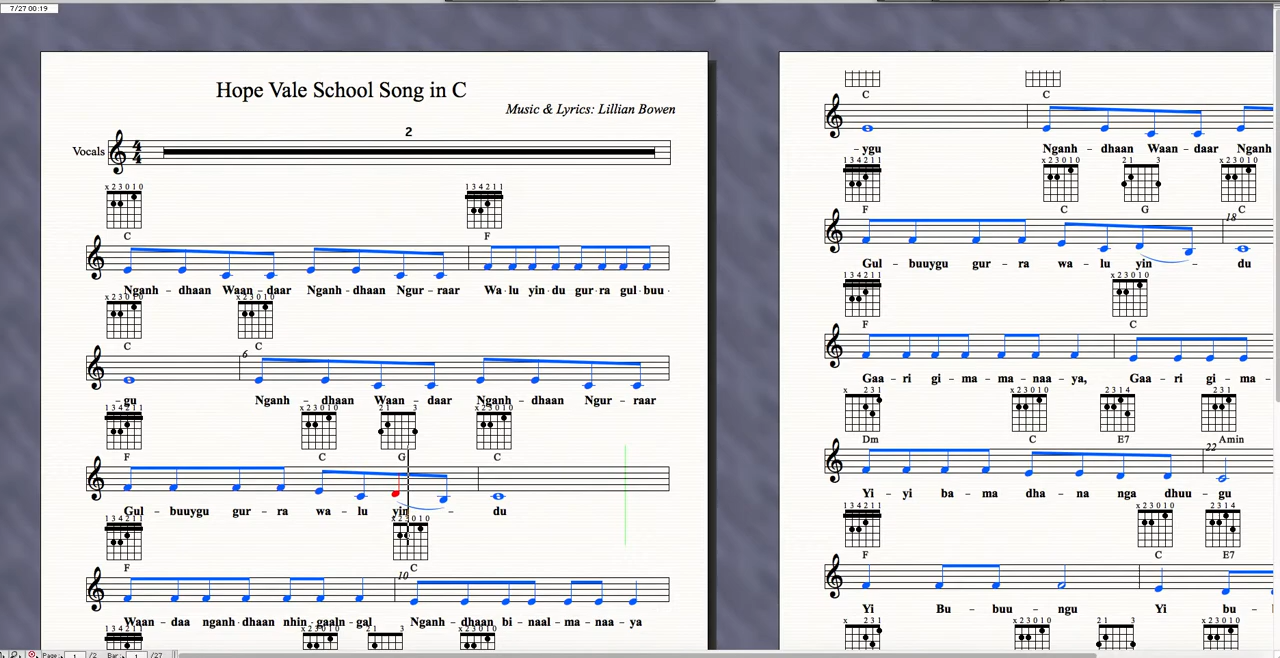 7/27 00:19
Hope Vale School Song in C
Music & Lyrics: Lillian Bowen
2
Vocals
4
4
x 2 3 0 1 0
1 3 4 2 1 1
C
F
Nganh - dhaan Waan - daar Nganh - dhaan Ngur - raar Wa · lu yin · du gur · ra gul · buu ·
x 2 3 0 1 0
x 2 3 0 1 0
C
C
6
gu Nganh - dhaan Waan - daar Nganh - dhaan Ngur - raar
1 3 4 2 1 1
x 2 3 0 1 0
2 1 3
x 2 3 0 1 0
F
C
G
C
Gul - buuygu gur - ra wa - lu yin - du
x 2 3 0 1 0
F
C
10
Waan - daa nganh · dhaan nhin · gaaln · gal Nganh - dhaan bi - naal - ma - naa - ya
Page: 1 /2 Bar: 1 /27
C
C
- ygu Nganh - dhaan Waan - daar Nganh
1 3 4 2 1 1
x 2 3 0 1 0
2 1 3
x 2 3 0 1 0
F
C
G
C
18
Gul - buuygu gur - ra wa - lu yin - du
1 3 4 2 1 1
x 2 3 0 1 0
F
C
Gaa - ri gi - ma - ma - naa - ya, Gaa - ri gi - ma -
x 2 3 1
x 2 3 0 1 0
2 3 1 4
x 2 3 1
Dm
C
E7
Amin
22
Yi - yi ba - ma dha - na nga dhuu - gu
1 3 4 2 1 1
x 2 3 0 1 0
2 3 1 4
F
C
E7
Yi Bu - buu - ngu Yi bu -
x 2 3 1
x 2 3 0 1 0
2 1 3
x 2 3 0 1 0